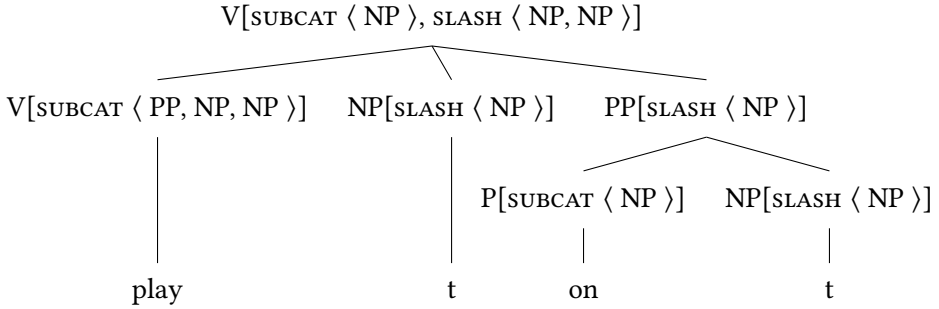 V[SUBCAT ⟨ NP ⟩, SLASH ⟨ NP, NP ⟩]
V[SUBCAT ⟨ PP, NP, NP ⟩] NP[SLASH ⟨ NP ⟩] PP[SLASH ⟨ NP ⟩]
P[SUBCAT ⟨ NP ⟩] NP[SLASH ⟨ NP ⟩]
play t on t